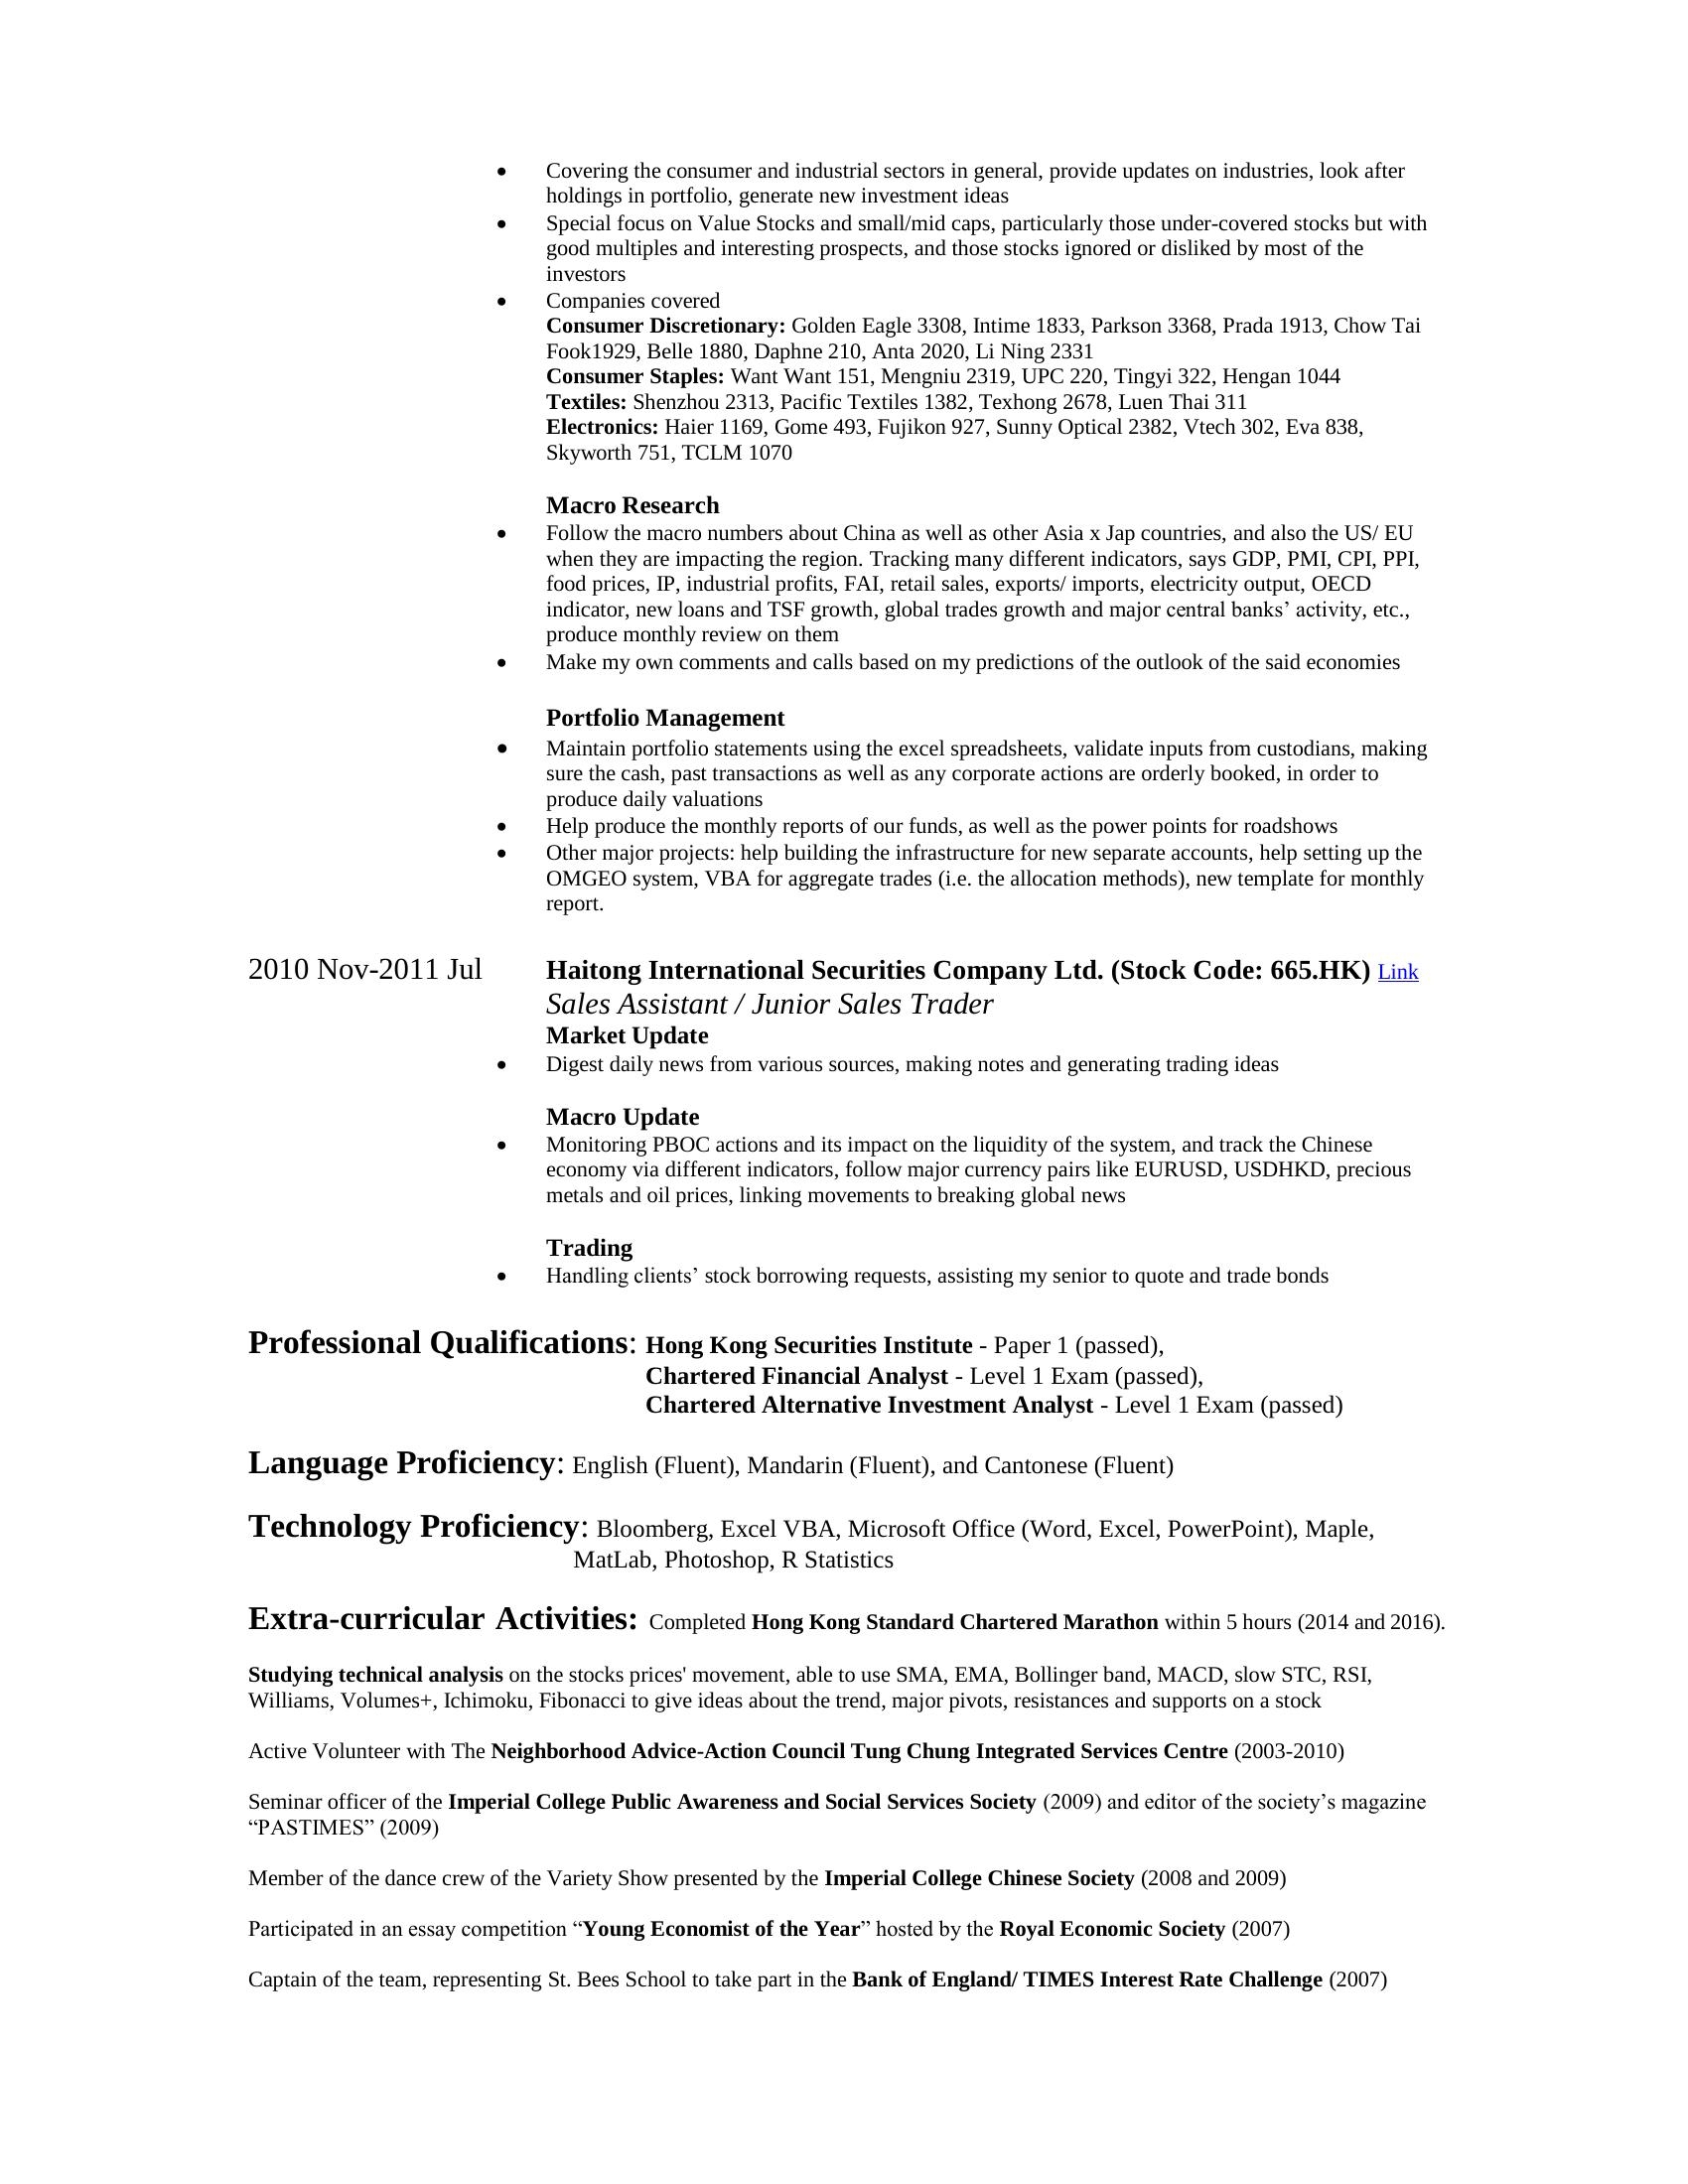 • Covering the consumer and industrial sectors in general, provide updates on industries, look after
holdings in portfolio, generate new investment ideas
• Special focus on Value Stocks and small/mid caps, particularly those under-covered stocks but with
good multiples and interesting prospects, and those stocks ignored or disliked by most of the
investors
• Companies covered
Consumer Discretionary: Golden Eagle 3308, Intime 1833, Parkson 3368, Prada 1913, Chow Tai
Fook1929, Belle 1880, Daphne 210, Anta 2020, Li Ning 2331
Consumer Staples: Want Want 151, Mengniu 2319, UPC 220, Tingyi 322, Hengan 1044
Textiles: Shenzhou 2313, Pacific Textiles 1382, Texhong 2678, Luen Thai 311
Electronics: Haier 1169, Gome 493, Fujikon 927, Sunny Optical 2382, Vtech 302, Eva 838,
Skyworth 751, TCLM 1070
Macro Research
• Follow the macro numbers about China as well as other Asia x Jap countries, and also the US/ EU
when they are impacting the region. Tracking many different indicators, says GDP, PMI, CPI, PPI,
food prices, IP, industrial profits, FAI, retail sales, exports/ imports, electricity output, OECD
indicator, new loans and TSF growth, global trades growth and major central banks’ activity, etc.,
produce monthly review on them
• Make my own comments and calls based on my predictions of the outlook of the said economies
Portfolio Management
• Maintain portfolio statements using the excel spreadsheets, validate inputs from custodians, making
sure the cash, past transactions as well as any corporate actions are orderly booked, in order to
produce daily valuations
• Help produce the monthly reports of our funds, as well as the power points for roadshows
• Other major projects: help building the infrastructure for new separate accounts, help setting up the
OMGEO system, VBA for aggregate trades (i.e. the allocation methods), new template for monthly
report.
2010 Nov-2011 Jul Haitong International Securities Company Ltd. (Stock Code: 665.HK) Link
Sales Assistant / Junior Sales Trader
Market Update
• Digest daily news from various sources, making notes and generating trading ideas
Macro Update
• Monitoring PBOC actions and its impact on the liquidity of the system, and track the Chinese
economy via different indicators, follow major currency pairs like EURUSD, USDHKD, precious
metals and oil prices, linking movements to breaking global news
Trading
• Handling clients’ stock borrowing requests, assisting my senior to quote and trade bonds
Professional Qualifications: Hong Kong Securities Institute - Paper 1 (passed),
Chartered Financial Analyst - Level 1 Exam (passed),
Chartered Alternative Investment Analyst - Level 1 Exam (passed)
Language Proficiency: English (Fluent), Mandarin (Fluent), and Cantonese (Fluent)
Technology Proficiency: Bloomberg, Excel VBA, Microsoft Office (Word, Excel, PowerPoint), Maple,
MatLab, Photoshop, R Statistics
Extra-curricular Activities: Completed Hong Kong Standard Chartered Marathon within 5 hours (2014 and 2016).
Studying technical analysis on the stocks prices' movement, able to use SMA, EMA, Bollinger band, MACD, slow STC, RSI,
Williams, Volumes+, Ichimoku, Fibonacci to give ideas about the trend, major pivots, resistances and supports on a stock
Active Volunteer with The Neighborhood Advice-Action Council Tung Chung Integrated Services Centre (2003-2010)
Seminar officer of the Imperial College Public Awareness and Social Services Society (2009) and editor of the society’s magazine
“PASTIMES” (2009)
Member of the dance crew of the Variety Show presented by the Imperial College Chinese Society (2008 and 2009)
Participated in an essay competition “Young Economist of the Year” hosted by the Royal Economic Society (2007)
Captain of the team, representing St. Bees School to take part in the Bank of England/ TIMES Interest Rate Challenge (2007)